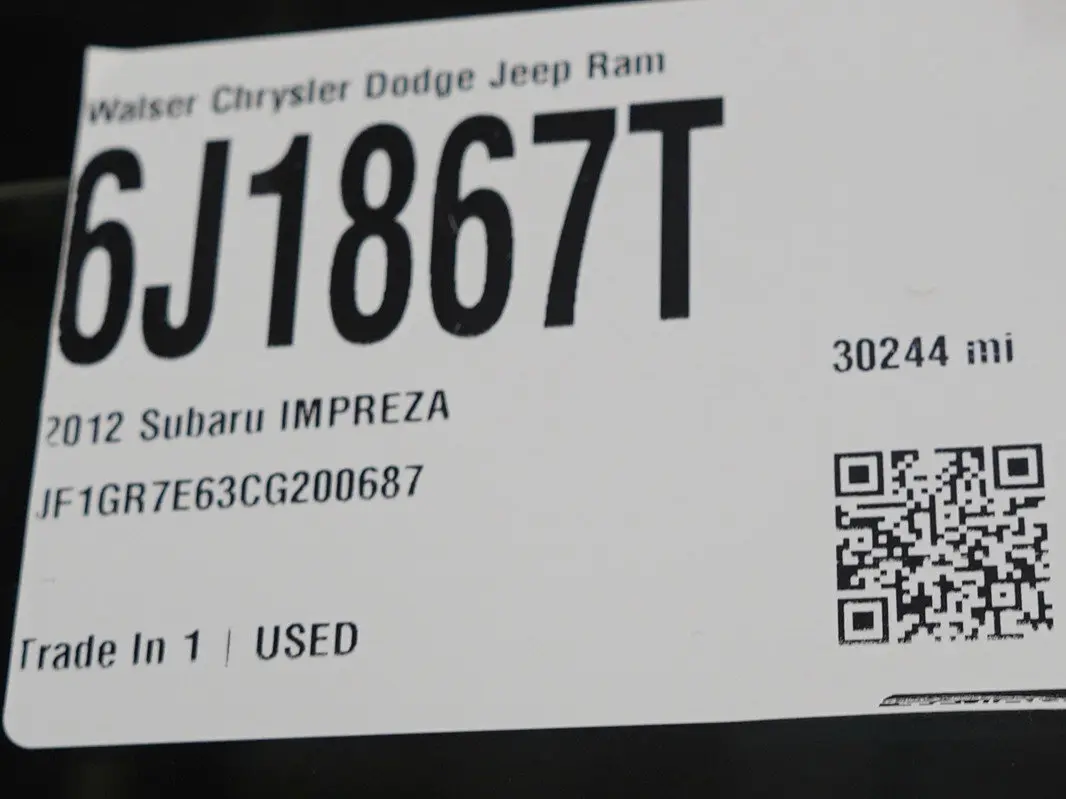 Walser Chrysler Dodge Jeep Ram
6J1867T
30244 mi
2012 Subaru IMPREZA
JF1GR7E63CG200687
Trade In 1 | USED